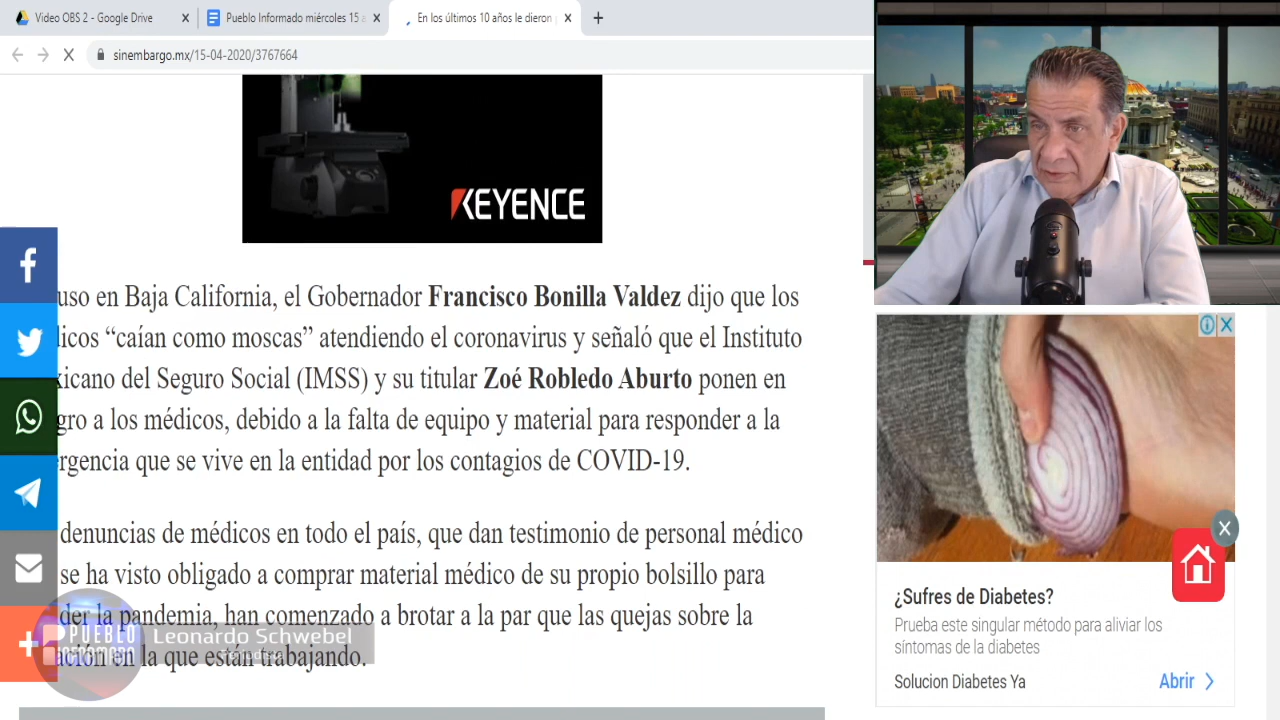 Video OBS 2 - Google Drive
Pueblo Informado miércoles 15
En los últimos 10 años le dieron
sinembargo.mx/15-04-2020/3767664
KEYENCE
uso en Baja California, el Gobernador Francisco Bonilla Valdez dijo que los
dicos “caían como moscas” atendiendo el coronavirus y señaló que el Instituto
xicano del Seguro Social (IMSS) y su titular Zoé Robledo Aburto ponen en
gro a los médicos, debido a la falta de equipo y material para responder a la
ergencia que se vive en la entidad por los contagios de COVID-19.
denuncias de médicos en todo el país, que dan testimonio de personal médico
se ha visto obligado a comprar material médico de su propio bolsillo para
der la pandemia, han comenzado a brotar a la par que las quejas sobre la
ación en la que están trabajando.
PUEBLO
INFORMADO
Leonardo Schwebel
Periodista
¿Sufres de Diabetes?
Prueba este singular método para aliviar los
síntomas de la diabetes
Solucion Diabetes Ya
Abrir